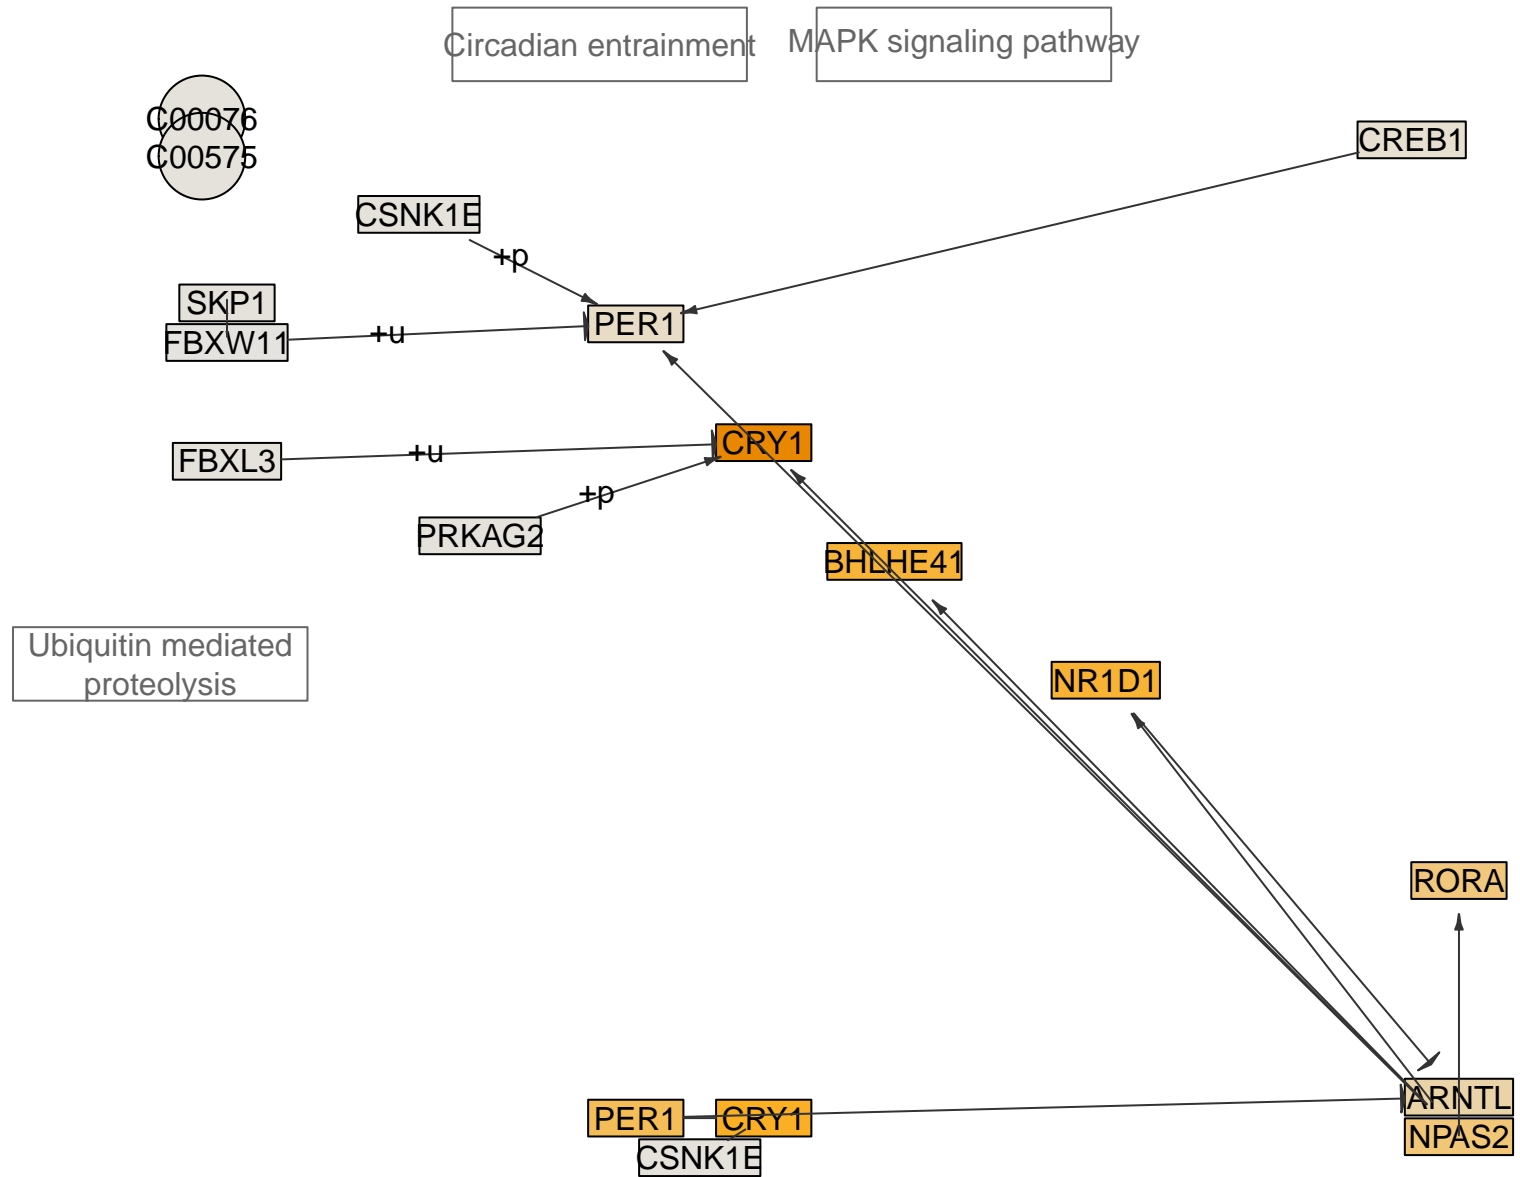 Circadian entrainment
MAPK signaling pathway
C00076
C00575
CREB1
CSNK1E
+p
SKP1
PER1
FBXW11
+u
CRY1
FBXL3
+u
+p
PRKAG2
BHLHE41
Ubiquitin mediated
proteolysis
NR1D1
RORA
ARNTL
PER1
CRY1
NPAS2
CSNK1E